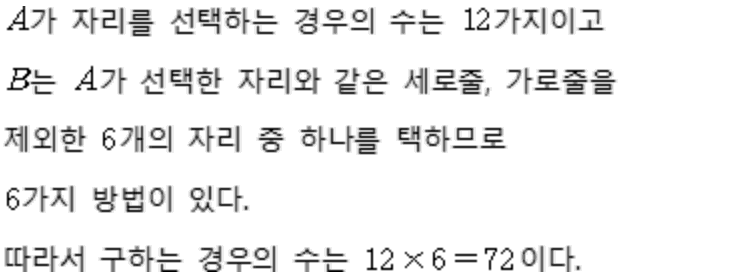 A가 자리를 선택하는 경우의 수는 12가지이고
B는 A가 선택한 자리와 같은 세로줄, 가로줄을
제외한 6개의 자리 중 하나를 택하므로
6가지 방법이 있다.
따라서 구하는 경우의 수는 12×6=72이다.